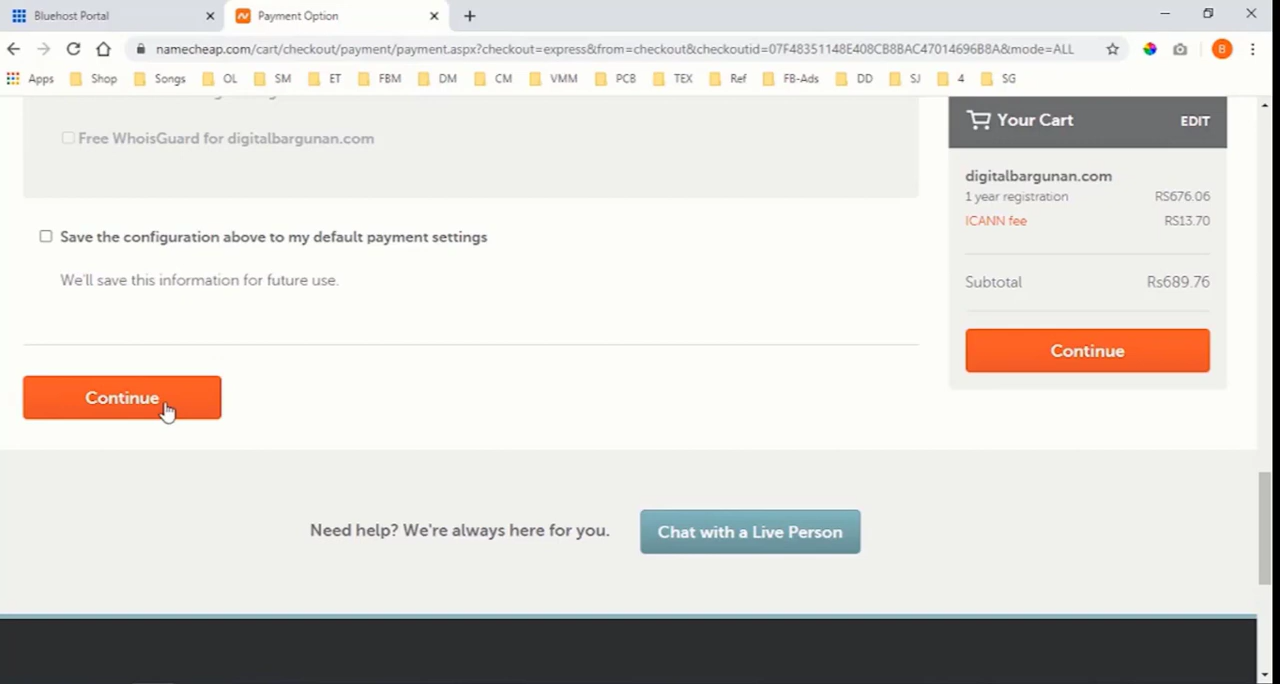 Bluehost Portal
Payment Option
namecheap.com/cart/checkout/payment/payment.aspx?checkout=express&from=checkout&checkoutid=07F48351148E408CB8BAC47014696B8A&mode=ALL
B
Apps Shop Songs OL SM ET FBM DM CM VMM PCB TEX Ref FB-Ads DD SJ 4 SG
Free WhoisGuard for digitalbargunan.com
Save the configuration above to my default payment settings
We'll save this information for future use.
Continue
Your Cart EDIT
digitalbargunan.com
1 year registration RS676.06
ICANN fee RS13.70
Subtotal Rs689.76
Continue
Need help? We're always here for you. Chat with a Live Person